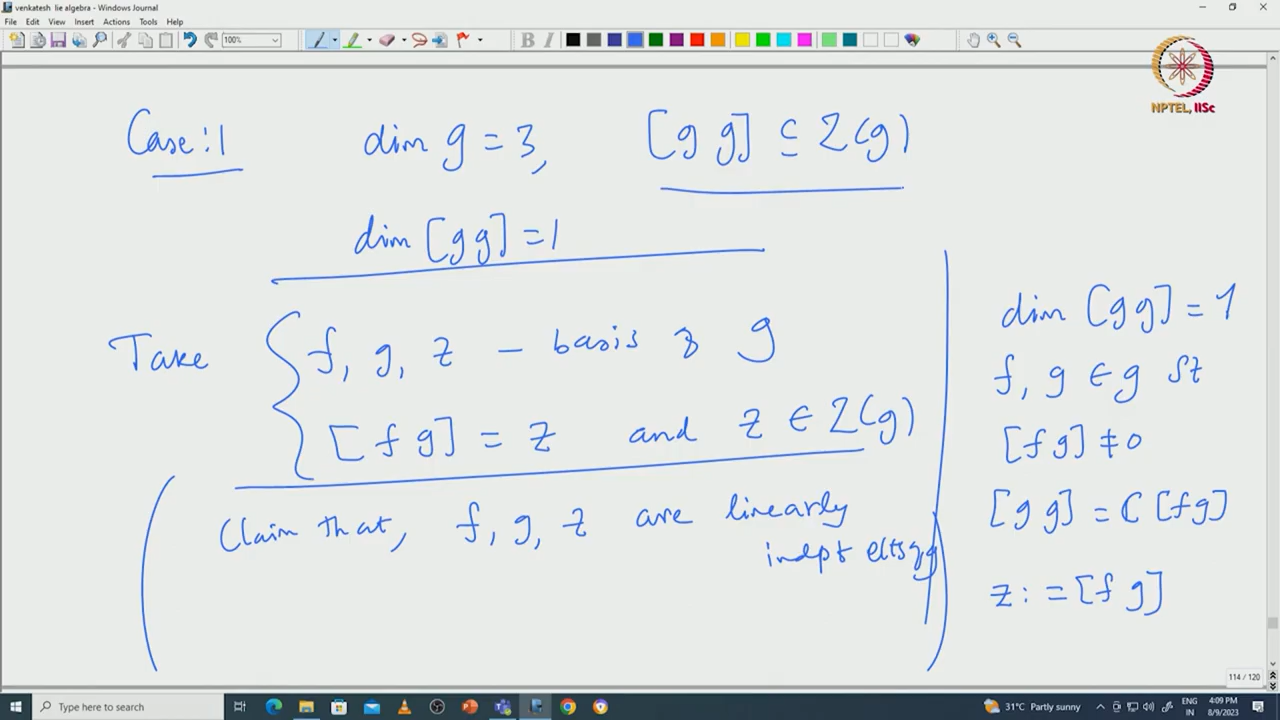 venkatesh lie algebra - Windows Journal
File Edit View Insert Actions Tools Help
100%
B I
NPTEL, IISc
Case:1 dim g = 3, [g g] ⊆ Z(g)
dim [g g] = 1
Take f, g, z – basis of g
[f g] = z and z ∈ Z(g)
Claim that, f, g, z are linearly
indpt elts of g
dim [g g] = 1
f, g ∈ g st
[f g] ≠ 0
[g g] = ℂ [f g]
z := [f g]
114 / 120
Type here to search
31°C Partly sunny
ENG
IN
4:09 PM
8/9/2023